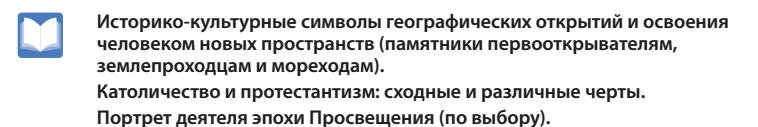 Историко-культурные символы географических открытий и освоения
человеком новых пространств (памятники первооткрывателям,
землепроходцам и мореходам).
Католичество и протестантизм: сходные и различные черты.
Портрет деятеля эпохи Просвещения (по выбору).